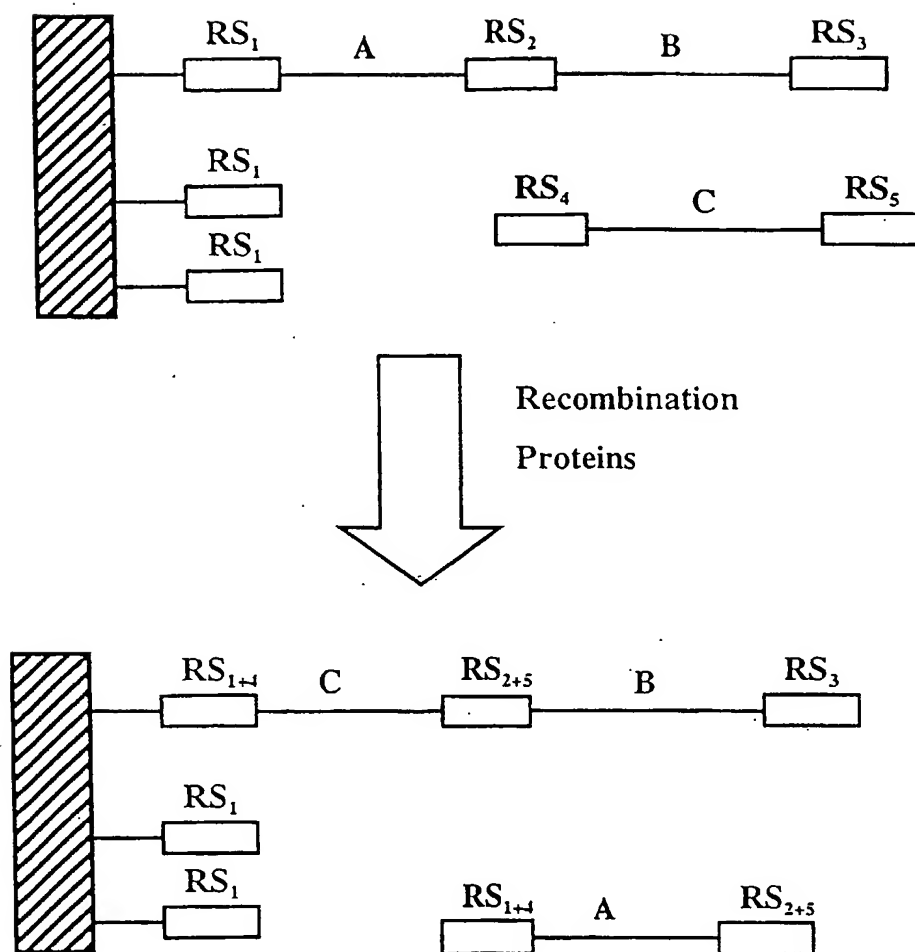 RS₁ A RS₂ B RS₃
RS₁
RS₄ C RS₅
RS₁
Recombination
Proteins
RS₁₊₄ C RS₂₊₅ B RS₃
RS₁
RS₁
RS₁₊₄ A RS₂₊₅